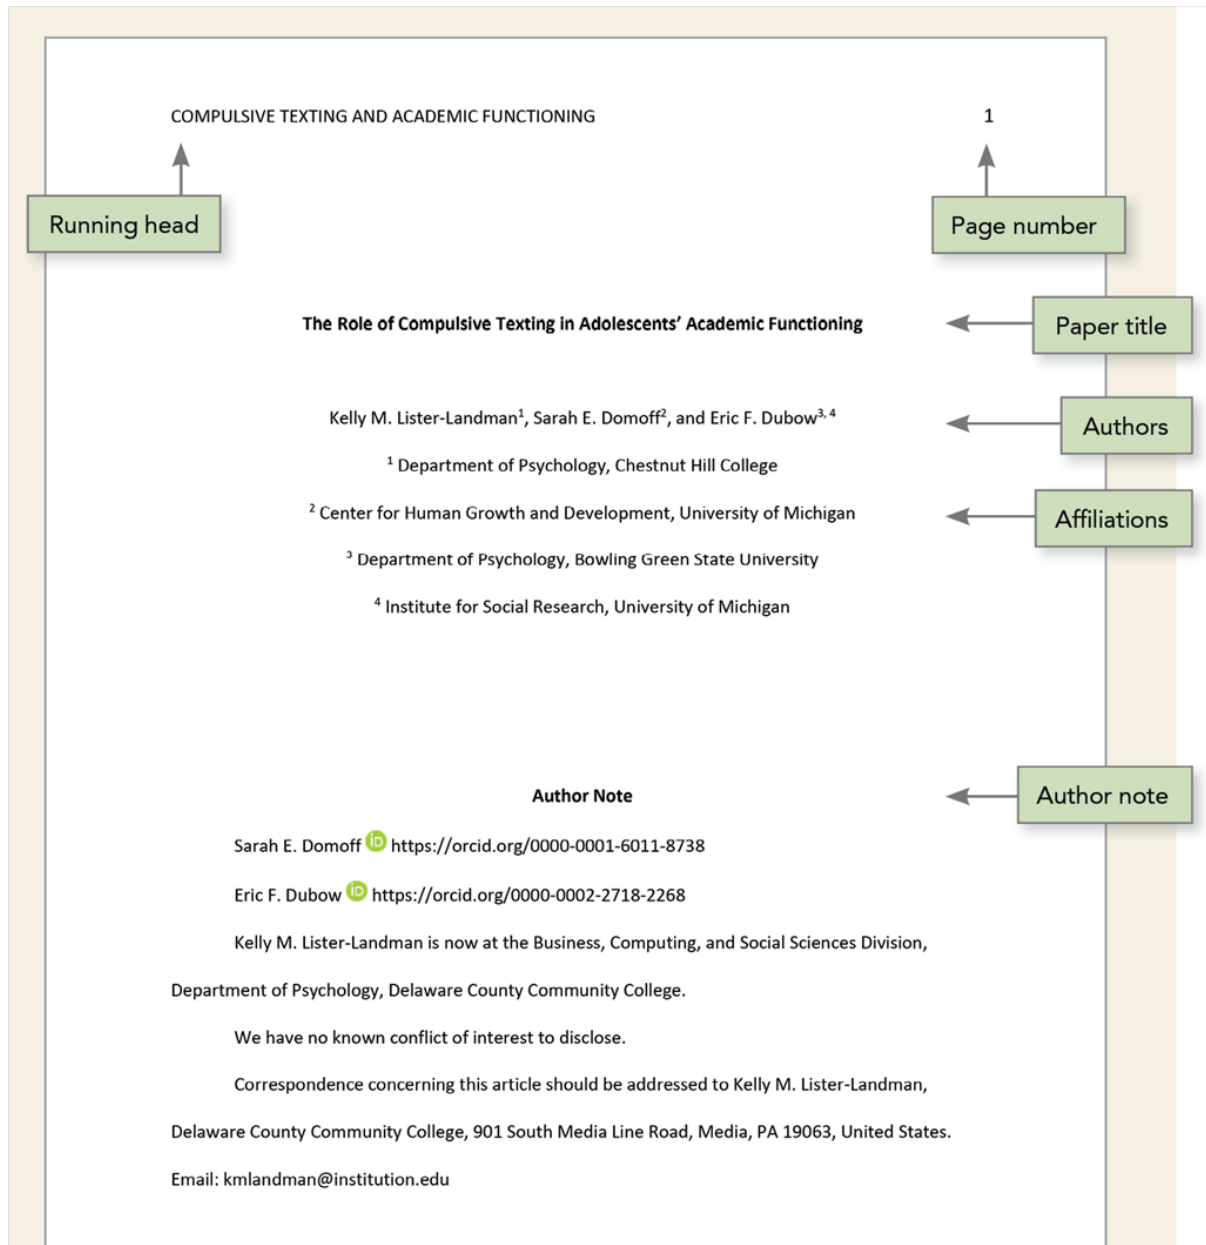 COMPULSIVE TEXTING AND ACADEMIC FUNCTIONING 1
Running head
Page number
The Role of Compulsive Texting in Adolescents’ Academic Functioning
Paper title
Kelly M. Lister-Landman¹, Sarah E. Domoff², and Eric F. Dubow³,⁴
Authors
¹ Department of Psychology, Chestnut Hill College
² Center for Human Growth and Development, University of Michigan
Affiliations
³ Department of Psychology, Bowling Green State University
⁴ Institute for Social Research, University of Michigan
Author Note
Author note
Sarah E. Domoff iD https://orcid.org/0000-0001-6011-8738
Eric F. Dubow iD https://orcid.org/0000-0002-2718-2268
Kelly M. Lister-Landman is now at the Business, Computing, and Social Sciences Division,
Department of Psychology, Delaware County Community College.
We have no known conflict of interest to disclose.
Correspondence concerning this article should be addressed to Kelly M. Lister-Landman,
Delaware County Community College, 901 South Media Line Road, Media, PA 19063, United States.
Email: kmlandman@institution.edu